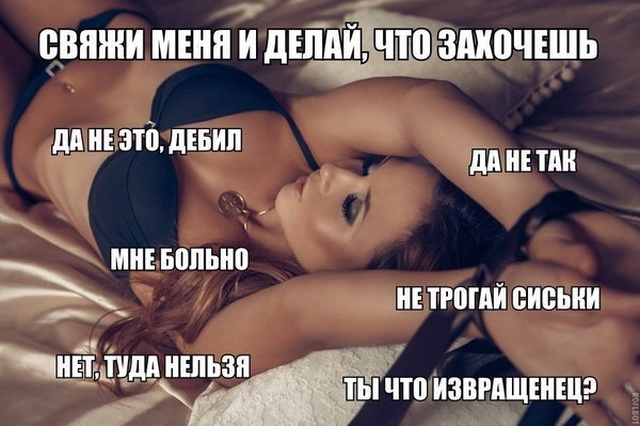 СВЯЖИ МЕНЯ И ДЕЛАЙ, ЧТО ЗАХОЧЕШЬ
ДА НЕ ЭТО, ДЕБИЛ
ДА НЕ ТАК
МНЕ БОЛЬНО
НЕ ТРОГАЙ СИСЬКИ
НЕТ, ТУДА НЕЛЬЗЯ
ТЫ ЧТО ИЗВРАЩЕНЕЦ?